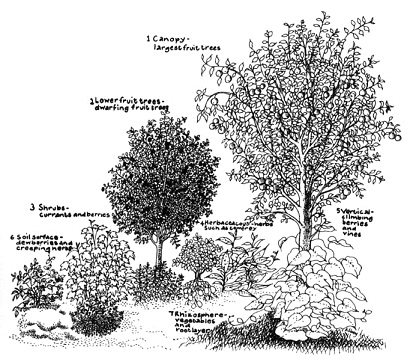 1 Canopy-
largest fruit trees
2 Lower fruit trees-
dwarfing fruit trees
3 Shrubs-
currants and berries
4 Herbaceous-herbs
such as comfrey
5 Vertical-
climbing
berries
and
vines
6 Soil surface-
dewberries and
creeping herbs
7 Rhizosphere-
vegetables
and
root layer